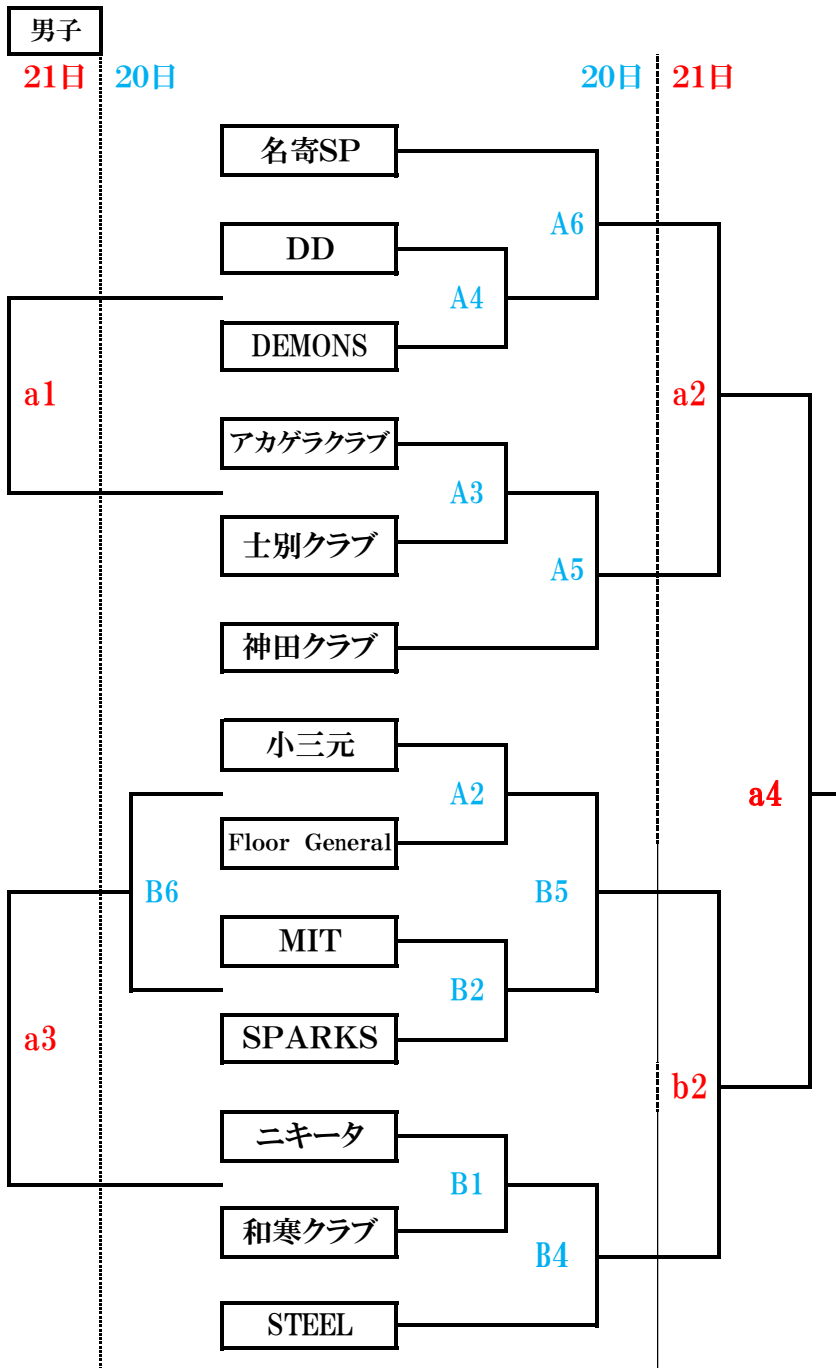 男子
21日 20日 20日 21日
名寄SP
A6
DD
A4
DEMONS
a1 a2
アカゲラクラブ
A3
士別クラブ
A5
神田クラブ
小三元
A2 a4
Floor General
B6 B5
MIT
B2
SPARKS
a3 b2
ニキータ
B1
和寒クラブ
B4
STEEL